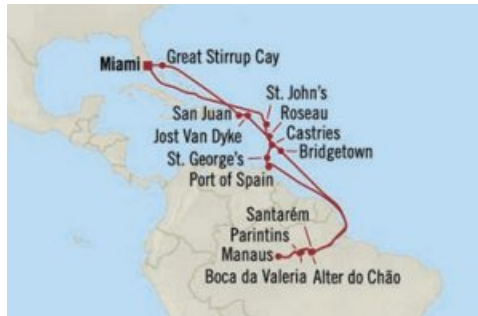 Miami
Great Stirrup Cay
St. John's
San Juan
Roseau
Jost Van Dyke
Castries
St. George's
Bridgetown
Port of Spain
Santarém
Parintins
Manaus
Boca da Valeria
Alter do Chão